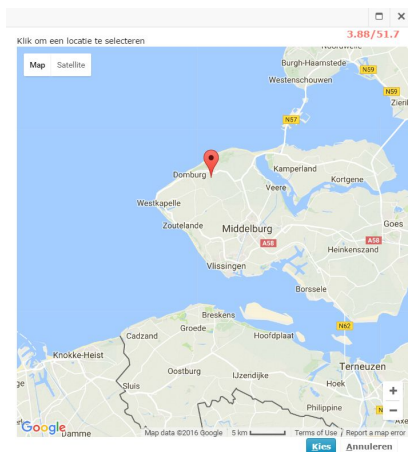 Klik om een locatie te selecteren
3.88/51.7
Map Satellite
Burgh-Haamstede
N59
Westenschouwen
N59
N57
Domburg
Kamperland
Kortgene
Veere
Westkapelle
Zoutelande
Middelburg
Goes
A58
A58
Heinkenszand
Vlissingen
Borssele
Breskens
Groede
N62
Cadzand
Hoofdplaat
Knokke-Heist
Terneuzen
Oostburg
IJzendijke
Hoek
Sluis
Philippine
Google
Damme
Map data ©2016 Google 5 km Terms of Use Report a map error
Kies Annuleren